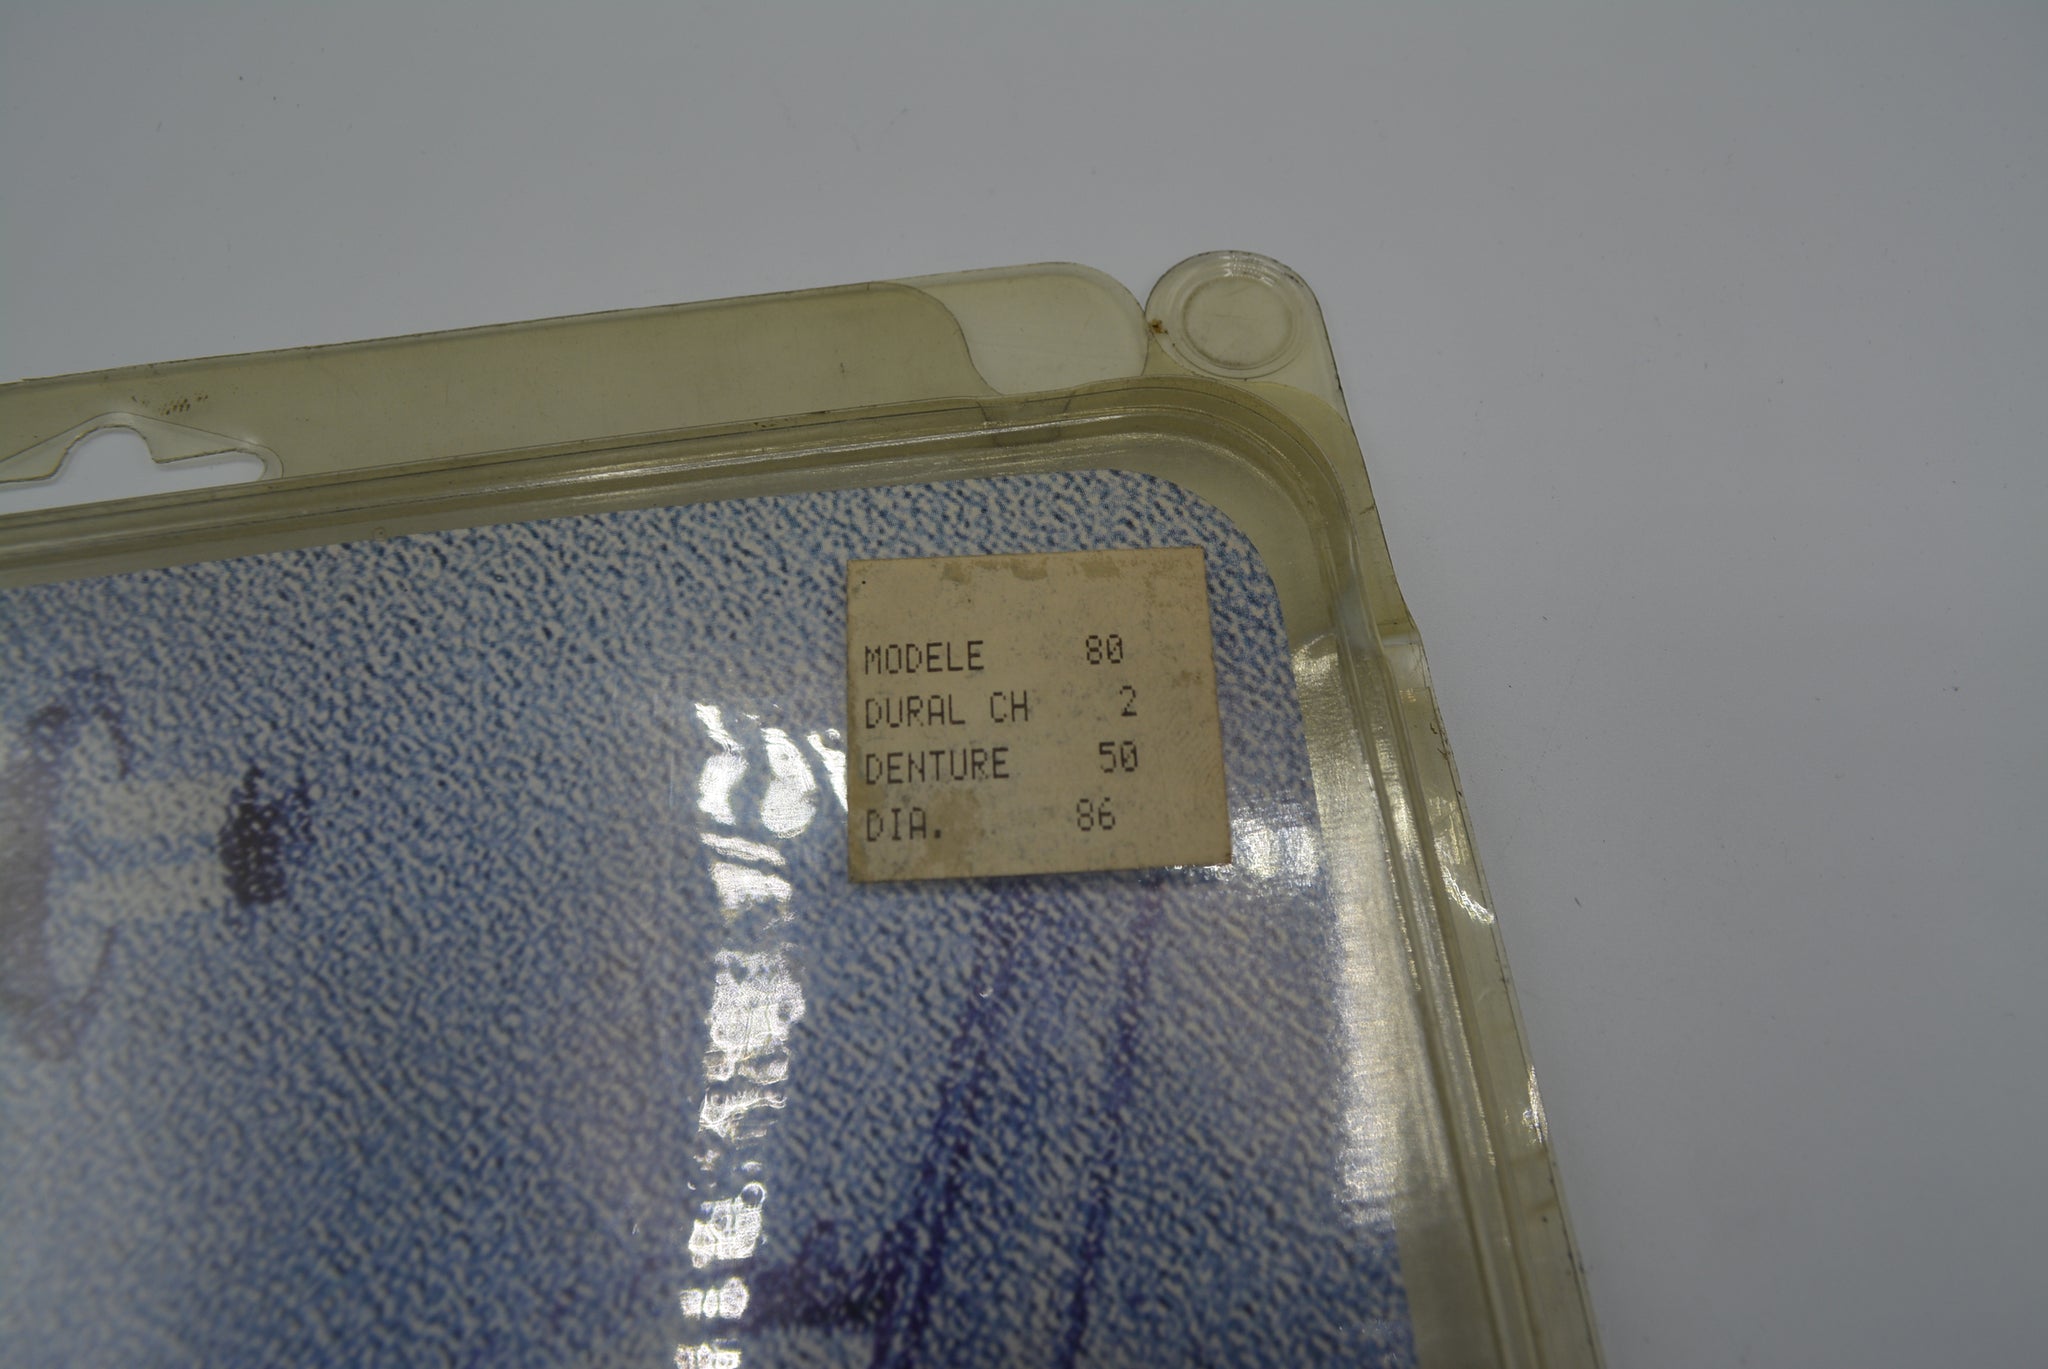 MODELE 80
DURAL CH 2
DENTURE 50
DIA. 86